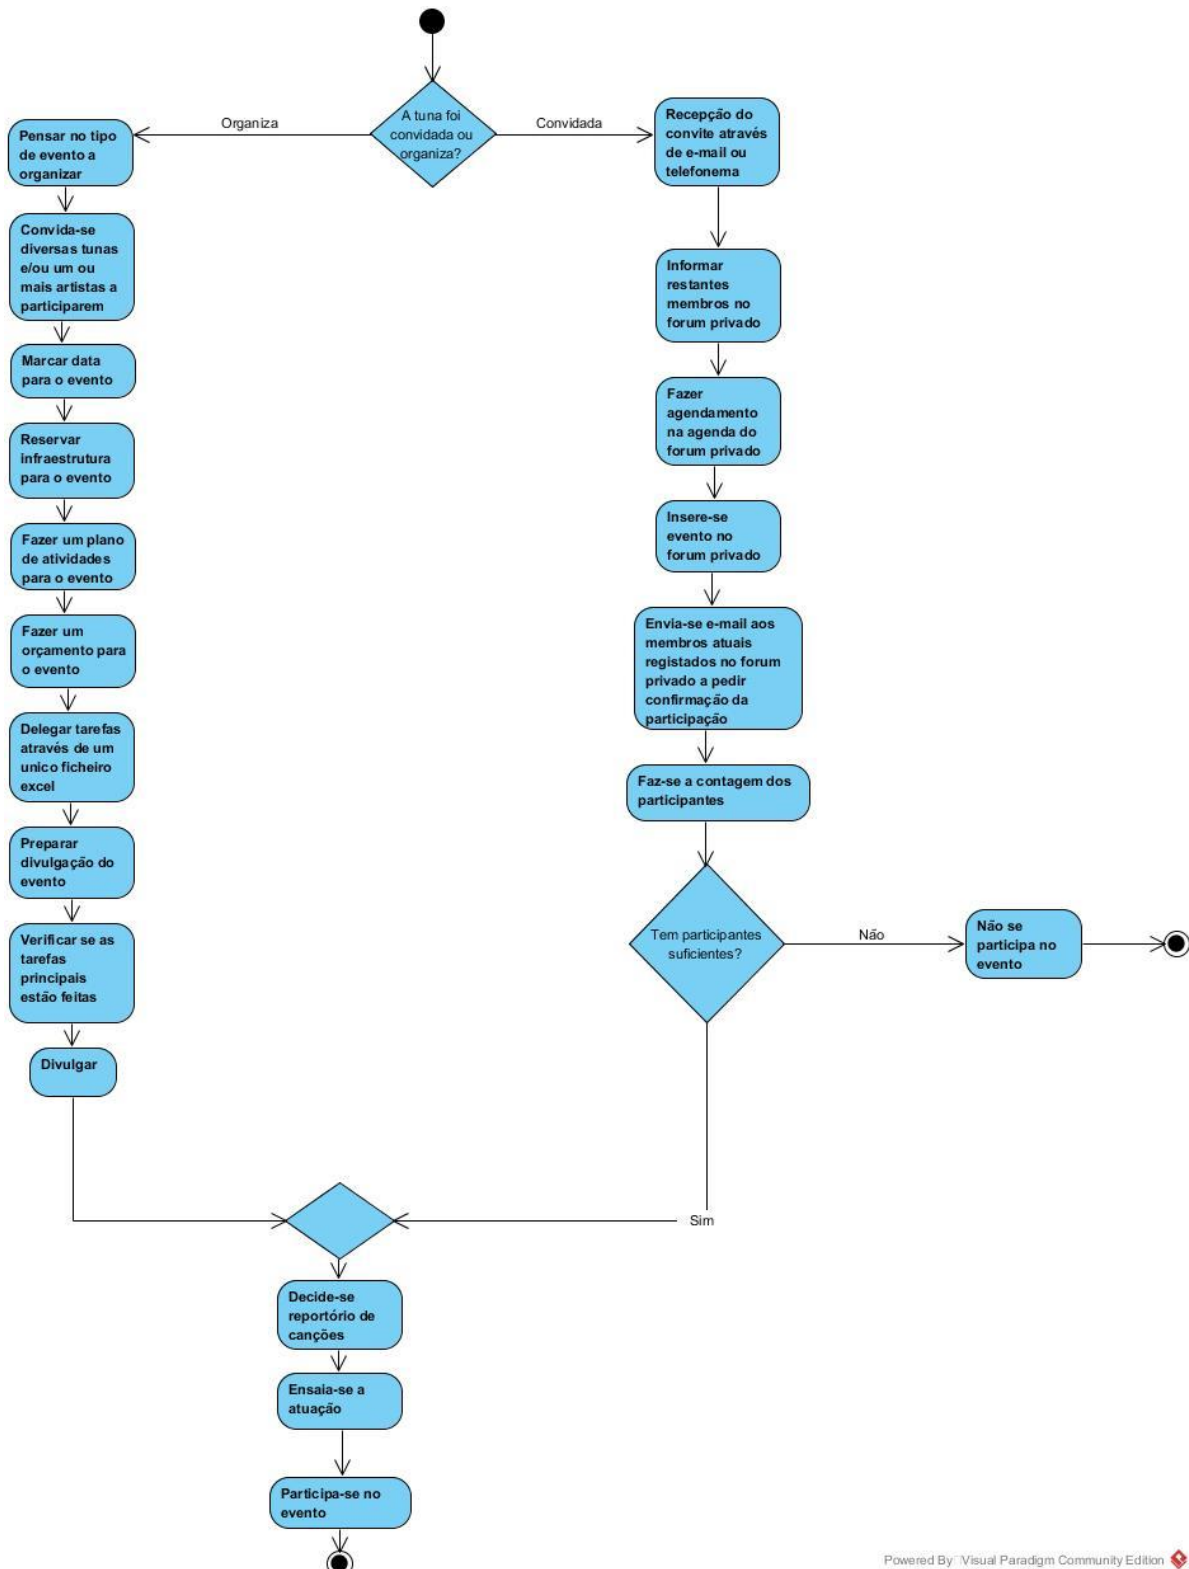 A tuna foi
convidada ou
organiza?
Organiza
Convidada
Pensar no tipo
de evento a
organizar
Convida-se
diversas tunas
e/ou um ou
mais artistas a
participarem
Marcar data
para o evento
Reservar
infraestrutura
para o evento
Fazer um plano
de atividades
para o evento
Fazer um
orçamento para
o evento
Delegar tarefas
através de um
unico ficheiro
excel
Preparar
divulgação do
evento
Verificar se as
tarefas
principais
estão feitas
Divulgar
Recepção do
convite através
de e-mail ou
telefonema
Informar
restantes
membros no
forum privado
Fazer
agendamento
na agenda do
forum privado
Insere-se
evento no
forum privado
Envia-se e-mail aos
membros atuais
registados no forum
privado a pedir
confirmação da
participação
Faz-se a contagem dos
participantes
Tem participantes
suficientes?
Não
Não se
participa no
evento
Sim
Decide-se
reportório de
canções
Ensaia-se a
atuação
Participa-se no
evento
Powered By Visual Paradigm Community Edition